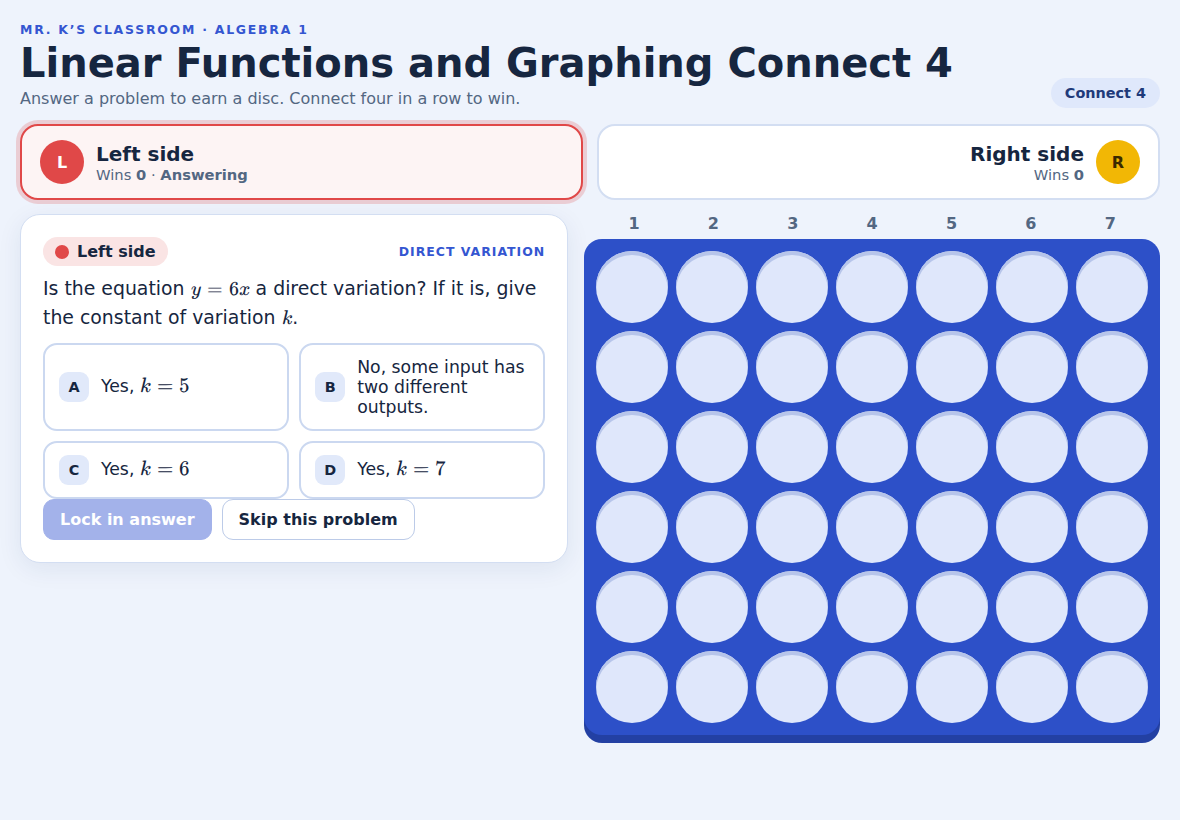 MR. K’S CLASSROOM · ALGEBRA 1
Linear Functions and Graphing Connect 4
Answer a problem to earn a disc. Connect four in a row to win.
Connect 4
L
Left side
Wins 0 · Answering
Right side
Wins 0
R
Left side
DIRECT VARIATION
Is the equation y = 6x a direct variation? If it is, give
the constant of variation k.
A
Yes, k = 5
B
No, some input has
two different
outputs.
C
Yes, k = 6
D
Yes, k = 7
Lock in answer
Skip this problem
1 2 3 4 5 6 7